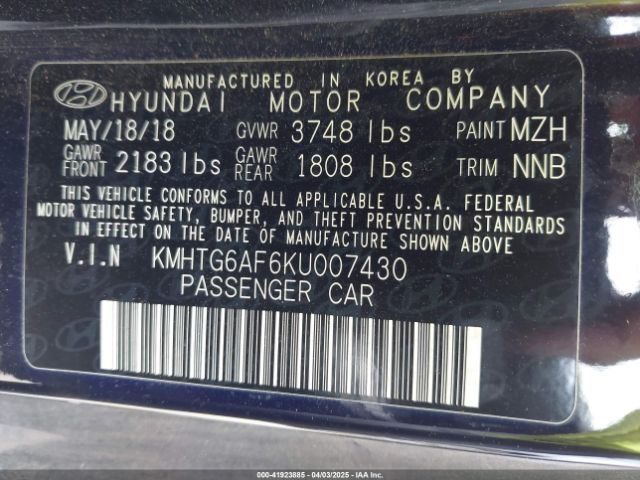 MANUFACTURED IN KOREA BY
HYUNDAI MOTOR COMPANY
MAY/18/18 GVWR 3748 lbs PAINT MZH
GAWR FRONT 2183 lbs GAWR REAR 1808 lbs TRIM NNB
THIS VEHICLE CONFORMS TO ALL APPLICABLE U.S.A. FEDERAL
MOTOR VEHICLE SAFETY, BUMPER, AND THEFT PREVENTION STANDARDS
IN EFFECT ON THE DATE OF MANUFACTURE SHOWN ABOVE
V.I.N KMHTG6AF6KU007430
PASSENGER CAR
000-41923885 - 04/03/2025 - IAAI.COM